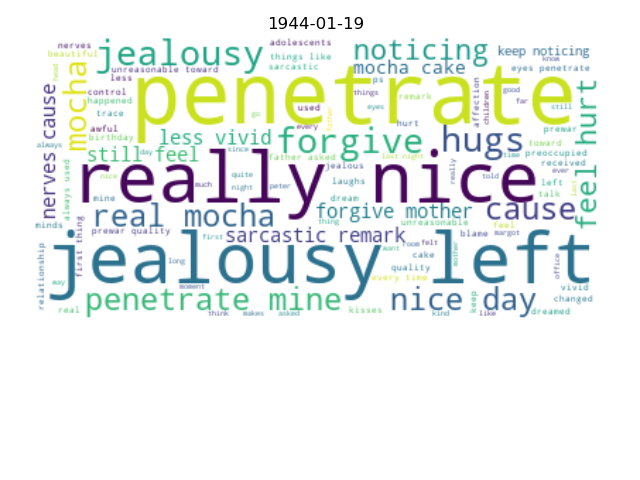 1944-01-19
nerves
adolescents
beautiful
jealousy
things like
noticing
keep noticing
unreasonable toward
sarcastic
mocha cake
know
less
eyes penetrate
head
mocha
penetrate
control
ps
used
things
remark
affection
children
good
go
happened
trace
eyes
far
still
awful
every
hurt
prewar
nerves cause
birthday
less vivid
forgive
hugs
toward
feel hurt
always
always used
still feel
day
since
father asked
father
last night
time
preoccupied
received
jealous
ever
nice
really nice
much
quite
laughs
really
told
left
last
minds
mine
night
peter
dream
talk
first thing
real mocha
first
thing
forgive mother
unreasonable
cause
prewar quality
sarcastic remark
blame
margot
feel
relationship
long
room
felt
want
cake
mother
office
jealousy left
quality
way
moment
every time
vivid
changed
real
penetrate mine
kisses
keep
nice day
dreamed
think
makes
asked
kind
like